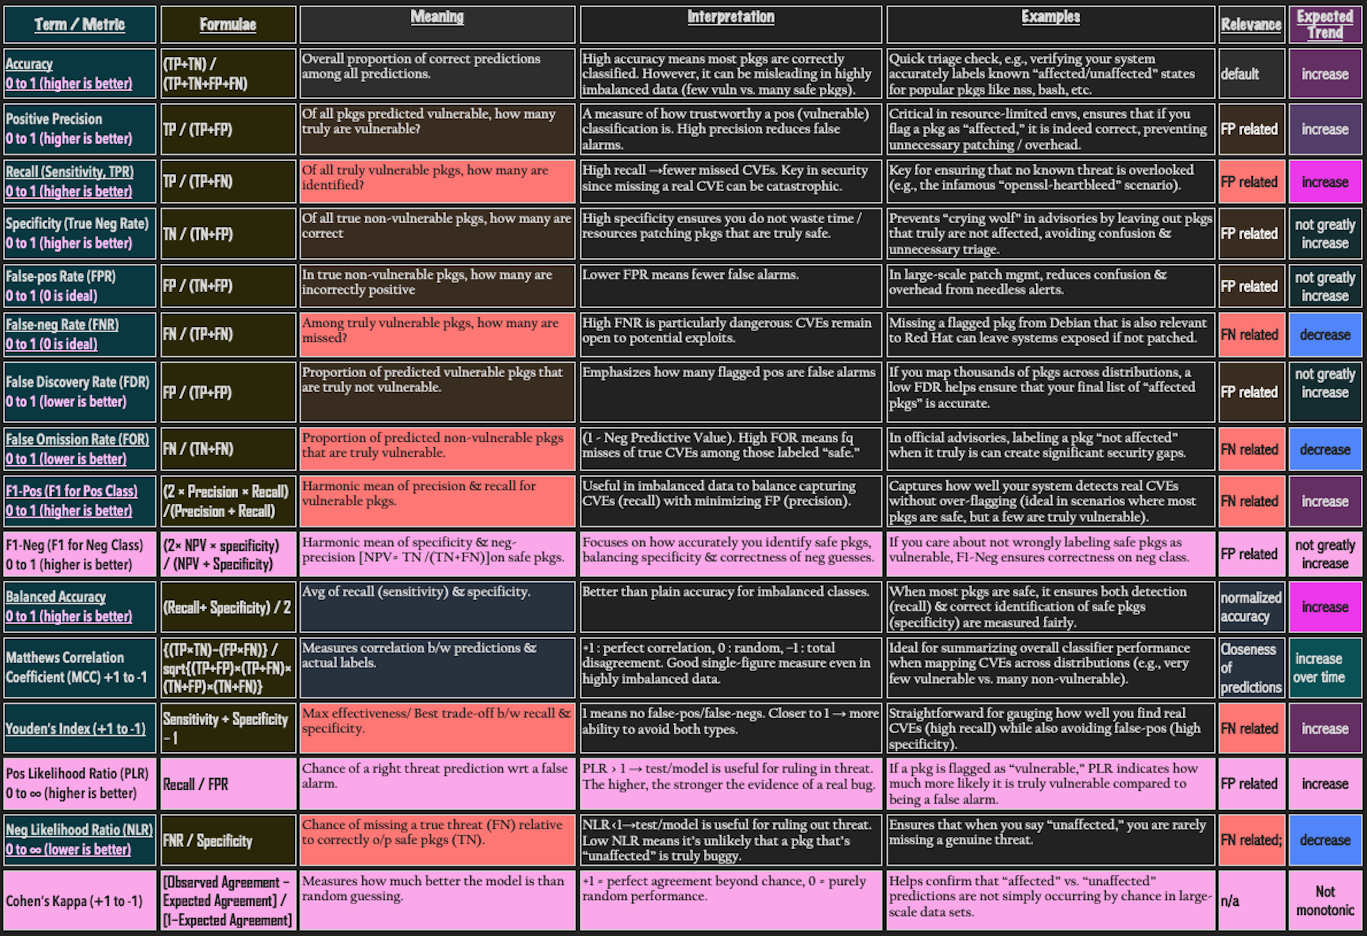 Term / Metric
Formulae
Meaning
Interpretation
Examples
Relevance
Expected
Trend
Accuracy
0 to 1 (higher is better)
(TP+TN) /
(TP+TN+FP+FN)
Overall proportion of correct predictions
among all predictions.
High accuracy means most pkgs are correctly
classified. However, it can be misleading in highly
imbalanced data (few vuln vs. many safe pkgs).
Quick triage check, e.g., verifying your system
accurately labels known “affected/unaffected” states
for popular pkgs like nss, bash, etc.
default
increase
Positive Precision
0 to 1 (higher is better)
TP / (TP+FP)
Of all pkgs predicted vulnerable, how many
truly are vulnerable?
A measure of how trustworthy a pos (vulnerable)
classification is. High precision reduces false
alarms.
Critical in resource-limited envs, ensures that if you
flag a pkg as “affected,” it is indeed correct, preventing
unnecessary patching / overhead.
FP related
increase
Recall (Sensitivity, TPR)
0 to 1 (higher is better)
TP / (TP+FN)
Of all truly vulnerable pkgs, how many are
identified?
High recall →fewer missed CVEs. Key in security
since missing a real CVE can be catastrophic.
Key for ensuring that no known threat is overlooked
(e.g., the infamous “openssl-heartbleed” scenario).
FP related
increase
Specificity (True Neg Rate)
0 to 1 (higher is better)
TN / (TN+FP)
Of all true non-vulnerable pkgs, how many are
correct
High specificity ensures you do not waste time /
resources patching pkgs that are truly safe.
Prevents “crying wolf” in advisories by leaving out pkgs
that truly are not affected, avoiding confusion &
unnecessary triage.
FP related
not greatly
increase
False-pos Rate (FPR)
0 to 1 (0 is ideal)
FP / (TN+FP)
In true non-vulnerable pkgs, how many are
incorrectly positive
Lower FPR means fewer false alarms.
In large-scale patch mgmt, reduces confusion &
overhead from needless alerts.
FP related
not greatly
increase
False-neg Rate (FNR)
0 to 1 (0 is ideal)
FN / (TP+FN)
Among truly vulnerable pkgs, how many are
missed?
High FNR is particularly dangerous: CVEs remain
open to potential exploits.
Missing a flagged pkg from Debian that is also relevant
to Red Hat can leave systems exposed if not patched.
FN related
decrease
False Discovery Rate (FDR)
0 to 1 (lower is better)
FP / (TP+FP)
Proportion of predicted vulnerable pkgs that
are truly not vulnerable.
Emphasizes how many flagged pos are false alarms
If you map thousands of pkgs across distributions, a
low FDR helps ensure that your final list of “affected
pkgs” is accurate.
FP related
not greatly
increase
False Omission Rate (FOR)
0 to 1 (lower is better)
FN / (TN+FN)
Proportion of predicted non-vulnerable pkgs
that are truly vulnerable.
(1 - Neg Predictive Value). High FOR means fq
misses of true CVEs among those labeled “safe.”
In official advisories, labeling a pkg “not affected”
when it truly is can create significant security gaps.
FN related
decrease
F1-Pos (F1 for Pos Class)
0 to 1 (higher is better)
(2 × Precision × Recall)
/(Precision + Recall)
Harmonic mean of precision & recall for
vulnerable pkgs.
Useful in imbalanced data to balance capturing
CVEs (recall) with minimizing FP (precision).
Captures how well your system detects real CVEs
without over-flagging (ideal in scenarios where most
pkgs are safe, but a few are truly vulnerable).
FN related
increase
F1-Neg (F1 for Neg Class)
0 to 1 (higher is better)
(2× NPV × specificity)
/ (NPV + Specificity)
Harmonic mean of specificity & neg-
precision [NPV= TN /(TN+FN)]on safe pkgs.
Focuses on how accurately you identify safe pkgs,
balancing specificity & correctness of neg guesses.
If you care about not wrongly labeling safe pkgs as
vulnerable, F1-Neg ensures correctness on neg class.
FP related
not greatly
increase
Balanced Accuracy
0 to 1 (higher is better)
(Recall+ Specificity) / 2
Avg of recall (sensitivity) & specificity.
Better than plain accuracy for imbalanced classes.
When most pkgs are safe, it ensures both detection
(recall) & correct identification of safe pkgs
(specificity) are measured fairly.
normalized
accuracy
increase
Matthews Correlation
Coefficient (MCC) +1 to -1
{(TP×TN)−(FP×FN)} /
sqrt{(TP+FP)×(TP+FN)×
(TN+FP)×(TN+FN)}
Measures correlation b/w predictions &
actual labels.
+1 : perfect correlation, 0 : random, −1 : total
disagreement. Good single-figure measure even in
highly imbalanced data.
Ideal for summarizing overall classifier performance
when mapping CVEs across distributions (e.g., very
few vulnerable vs. many non-vulnerable).
Closeness
of
predictions
increase
over time
Youden's Index (+1 to -1)
Sensitivity + Specificity
− 1
Max effectiveness/ Best trade-off b/w recall &
specificity.
1 means no false-pos/false-negs. Closer to 1 → more
ability to avoid both types.
Straightforward for gauging how well you find real
CVEs (high recall) while also avoiding false-pos (high
specificity).
FN related
increase
Pos Likelihood Ratio (PLR)
0 to ∞ (higher is better)
Recall / FPR
Chance of a right threat prediction wrt a false
alarm.
PLR > 1 → test/model is useful for ruling in threat.
The higher, the stronger the evidence of a real bug.
If a pkg is flagged as “vulnerable,” PLR indicates how
much more likely it is truly vulnerable compared to
being a false alarm.
FP related
increase
Neg Likelihood Ratio (NLR)
0 to ∞ (lower is better)
FNR / Specificity
Chance of missing a true threat (FN) relative
to correctly o/p safe pkgs (TN).
NLR<1→test/model is useful for ruling out threat.
Low NLR means it’s unlikely that a pkg that’s
“unaffected” is truly buggy.
Ensures that when you say “unaffected,” you are rarely
missing a genuine threat.
FN related;
decrease
Cohen's Kappa (+1 to -1)
[Observed Agreement −
Expected Agreement] /
[1−Expected Agreement]
Measures how much better the model is than
random guessing.
+1 = perfect agreement beyond chance, 0 = purely
random performance.
Helps confirm that “affected” vs. “unaffected”
predictions are not simply occurring by chance in large-
scale data sets.
n/a
Not
monotonic